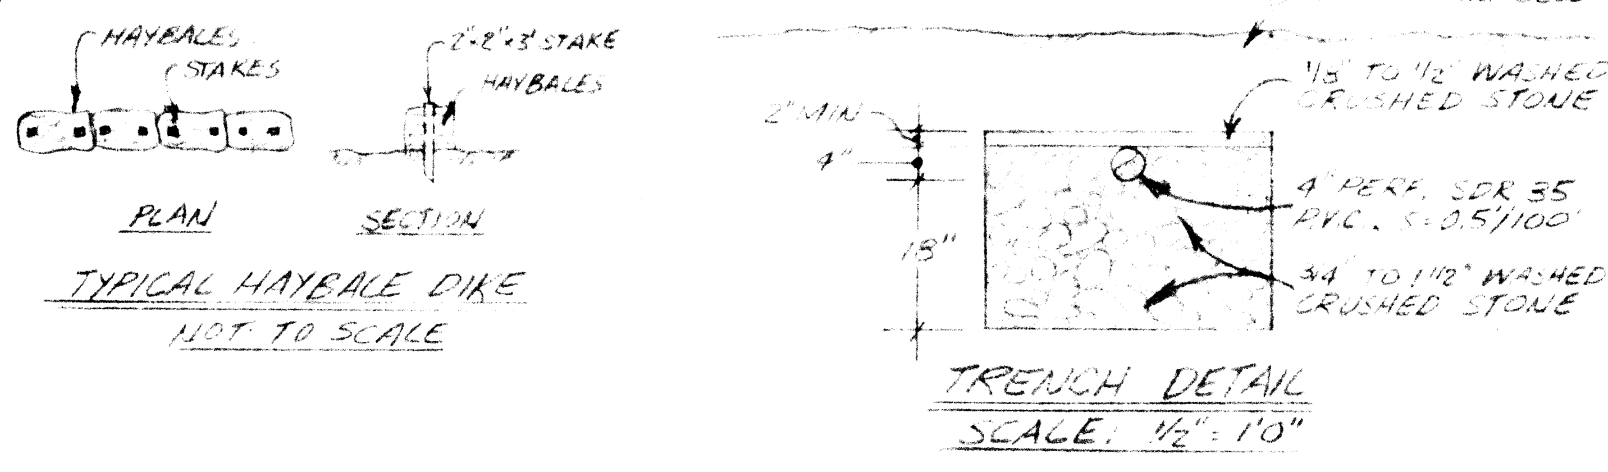 HAYBALES
STAKES
PLAN
2"x2"x3' STAKE
HAYBALES
SECTION
TYPICAL HAYBALE DIKE
NOT TO SCALE
1/8" TO 1/2" WASHED
CRUSHED STONE
2" MIN
4"
18"
4" PERF. SDR 35
P.V.C. S=0.5'/100'
3/4" TO 1 1/2" WASHED
CRUSHED STONE
TRENCH DETAIL
SCALE: 1/2" = 1'0"